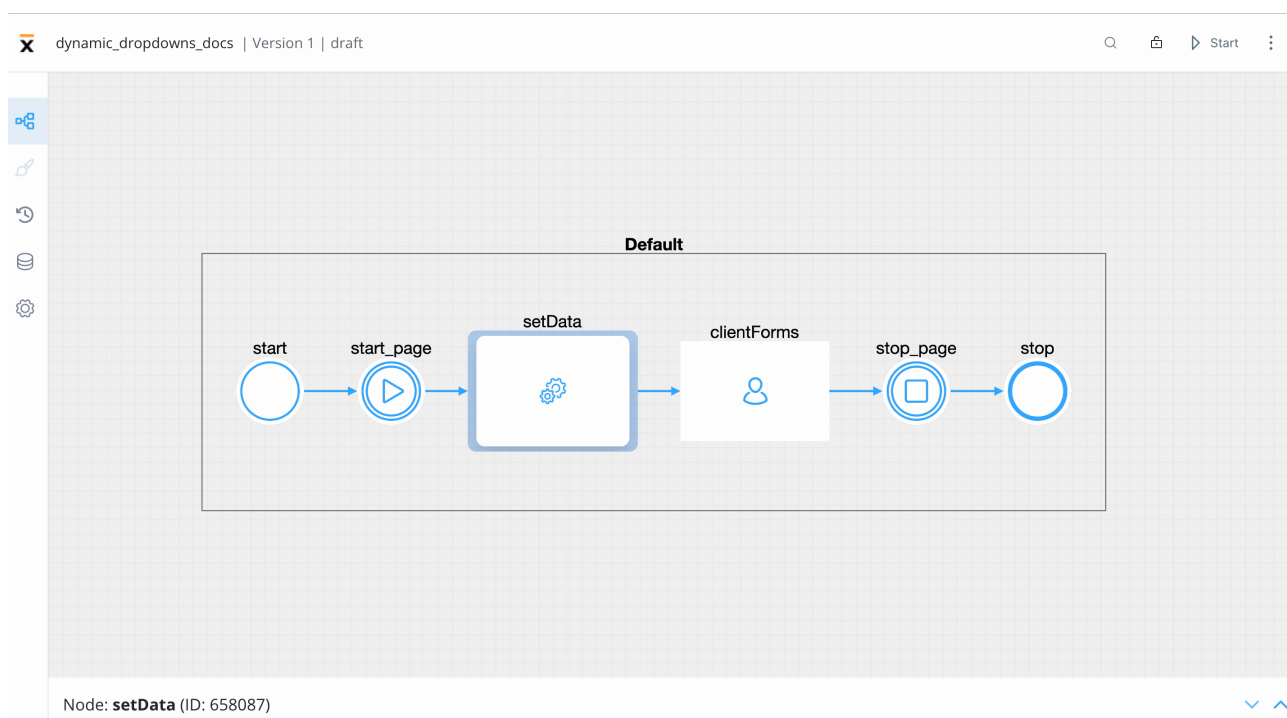 dynamic_dropdowns_docs | Version 1 | draft
Start
Default
setData
clientForms
start
start_page
stop_page
stop
Node: setData (ID: 658087)